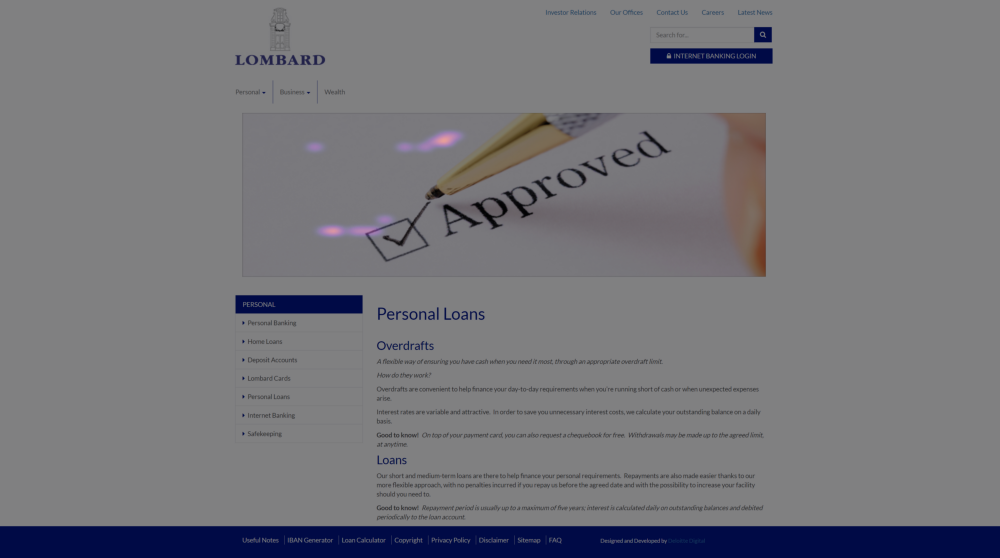 Investor Relations Our Offices Contact Us Careers Latest News
Search for...
LOMBARD
INTERNET BANKING LOGIN
Personal Business Wealth
Approved
PERSONAL
Personal Banking
Home Loans
Deposit Accounts
Lombard Cards
Personal Loans
Internet Banking
Safekeeping
Personal Loans
Overdrafts
A flexible way of ensuring you have cash when you need it most, through an appropriate overdraft limit.
How do they work?
Overdrafts are convenient to help finance your day-to-day requirements when you're running short of cash or when unexpected expenses
arise.
Interest rates are variable and attractive. In order to save you unnecessary interest costs, we calculate your outstanding balance on a daily
basis.
Good to know! On top of your payment card, you can also request a chequebook for free. Withdrawals may be made up to the agreed limit,
at anytime.
Loans
Our short and medium-term loans are there to help finance your personal requirements. Repayments are also made easier thanks to our
more flexible approach, with no penalties incurred if you repay us before the agreed date and with the possibility to increase your facility
should you need to.
Good to know! Repayment period is usually up to a maximum of five years; interest is calculated daily on outstanding balances and debited
periodically to the loan account.
Useful Notes | IBAN Generator | Loan Calculator | Copyright | Privacy Policy | Disclaimer | Sitemap | FAQ
Designed and Developed by